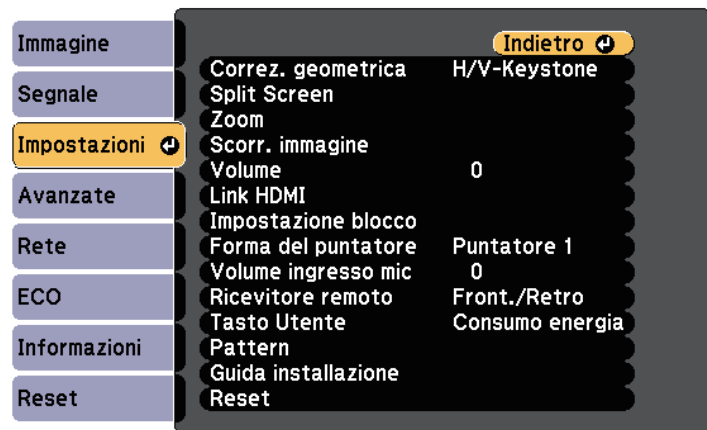 Immagine
Segnale
Impostazioni
Avanzate
Rete
ECO
Informazioni
Reset
Indietro
Correz. geometrica H/V-Keystone
Split Screen
Zoom
Scorr. immagine
Volume 0
Link HDMI
Impostazione blocco
Forma del puntatore Puntatore 1
Volume ingresso mic 0
Ricevitore remoto Front./Retro
Tasto Utente Consumo energia
Pattern
Guida installazione
Reset